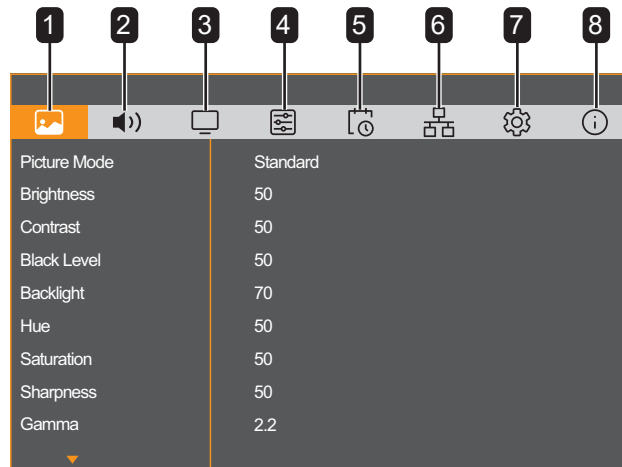 1 2 3 4 5 6 7 8
Picture Mode Standard
Brightness 50
Contrast 50
Black Level 50
Backlight 70
Hue 50
Saturation 50
Sharpness 50
Gamma 2.2